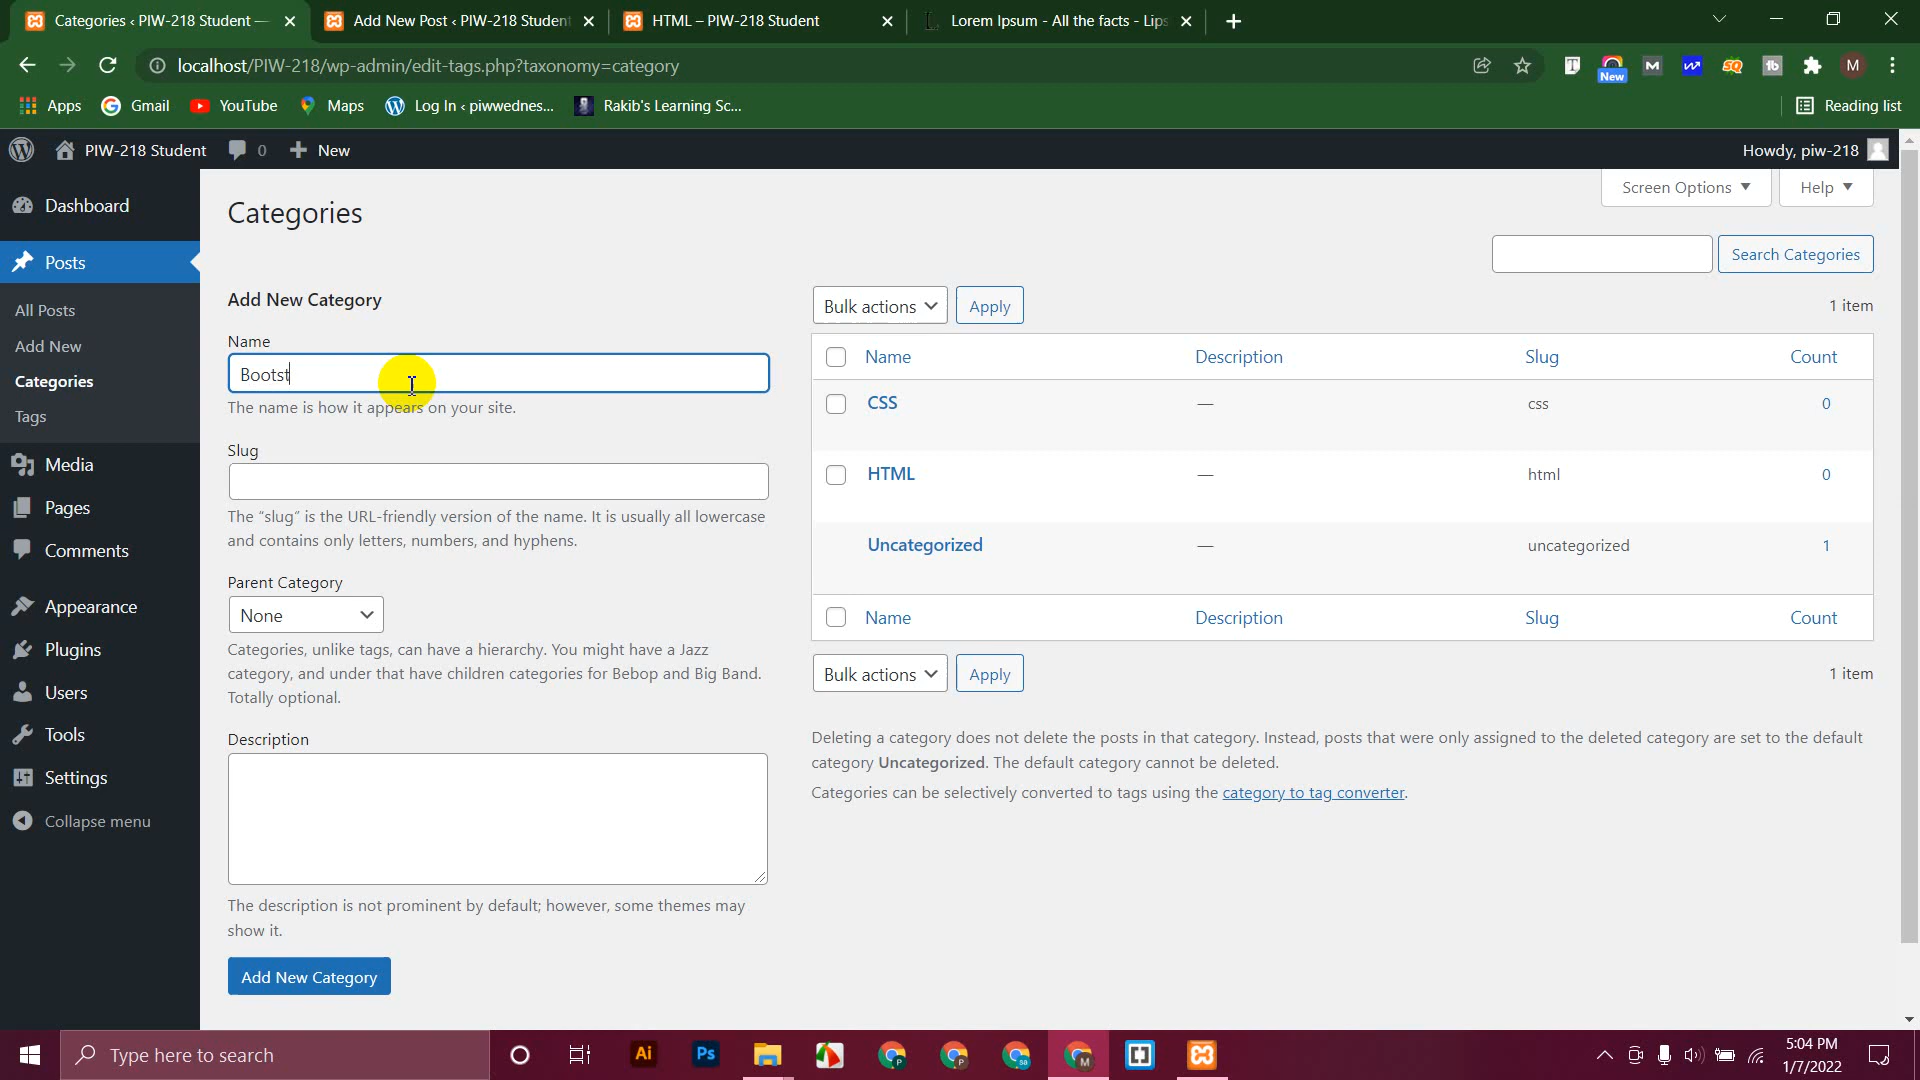 Categories ‹ PIW-218 Student —
Add New Post ‹ PIW-218 Student
HTML – PIW-218 Student
Lorem Ipsum - All the facts - Lips
localhost/PIW-218/wp-admin/edit-tags.php?taxonomy=category
New
M
Apps
Gmail
YouTube
Maps
Log In ‹ piwwednes...
Rakib's Learning Sc...
Reading list
PIW-218 Student
0
New
Howdy, piw-218
Dashboard
Posts
All Posts
Add New
Categories
Tags
Media
Pages
Comments
Appearance
Plugins
Users
Tools
Settings
Collapse menu
Screen Options
Help
Categories
Search Categories
Add New Category
Name
Bootst
The name is how it appears on your site.
Slug
The “slug” is the URL-friendly version of the name. It is usually all lowercase
and contains only letters, numbers, and hyphens.
Parent Category
None
Categories, unlike tags, can have a hierarchy. You might have a Jazz
category, and under that have children categories for Bebop and Big Band.
Totally optional.
Description
The description is not prominent by default; however, some themes may
show it.
Add New Category
Bulk actions
Apply
1 item
Name Description Slug Count
CSS — css 0
HTML — html 0
Uncategorized — uncategorized 1
Name Description Slug Count
Bulk actions
Apply
1 item
Deleting a category does not delete the posts in that category. Instead, posts that were only assigned to the deleted category are set to the default
category Uncategorized. The default category cannot be deleted.
Categories can be selectively converted to tags using the category to tag converter.
Type here to search
Ai
Ps
5:04 PM
1/7/2022